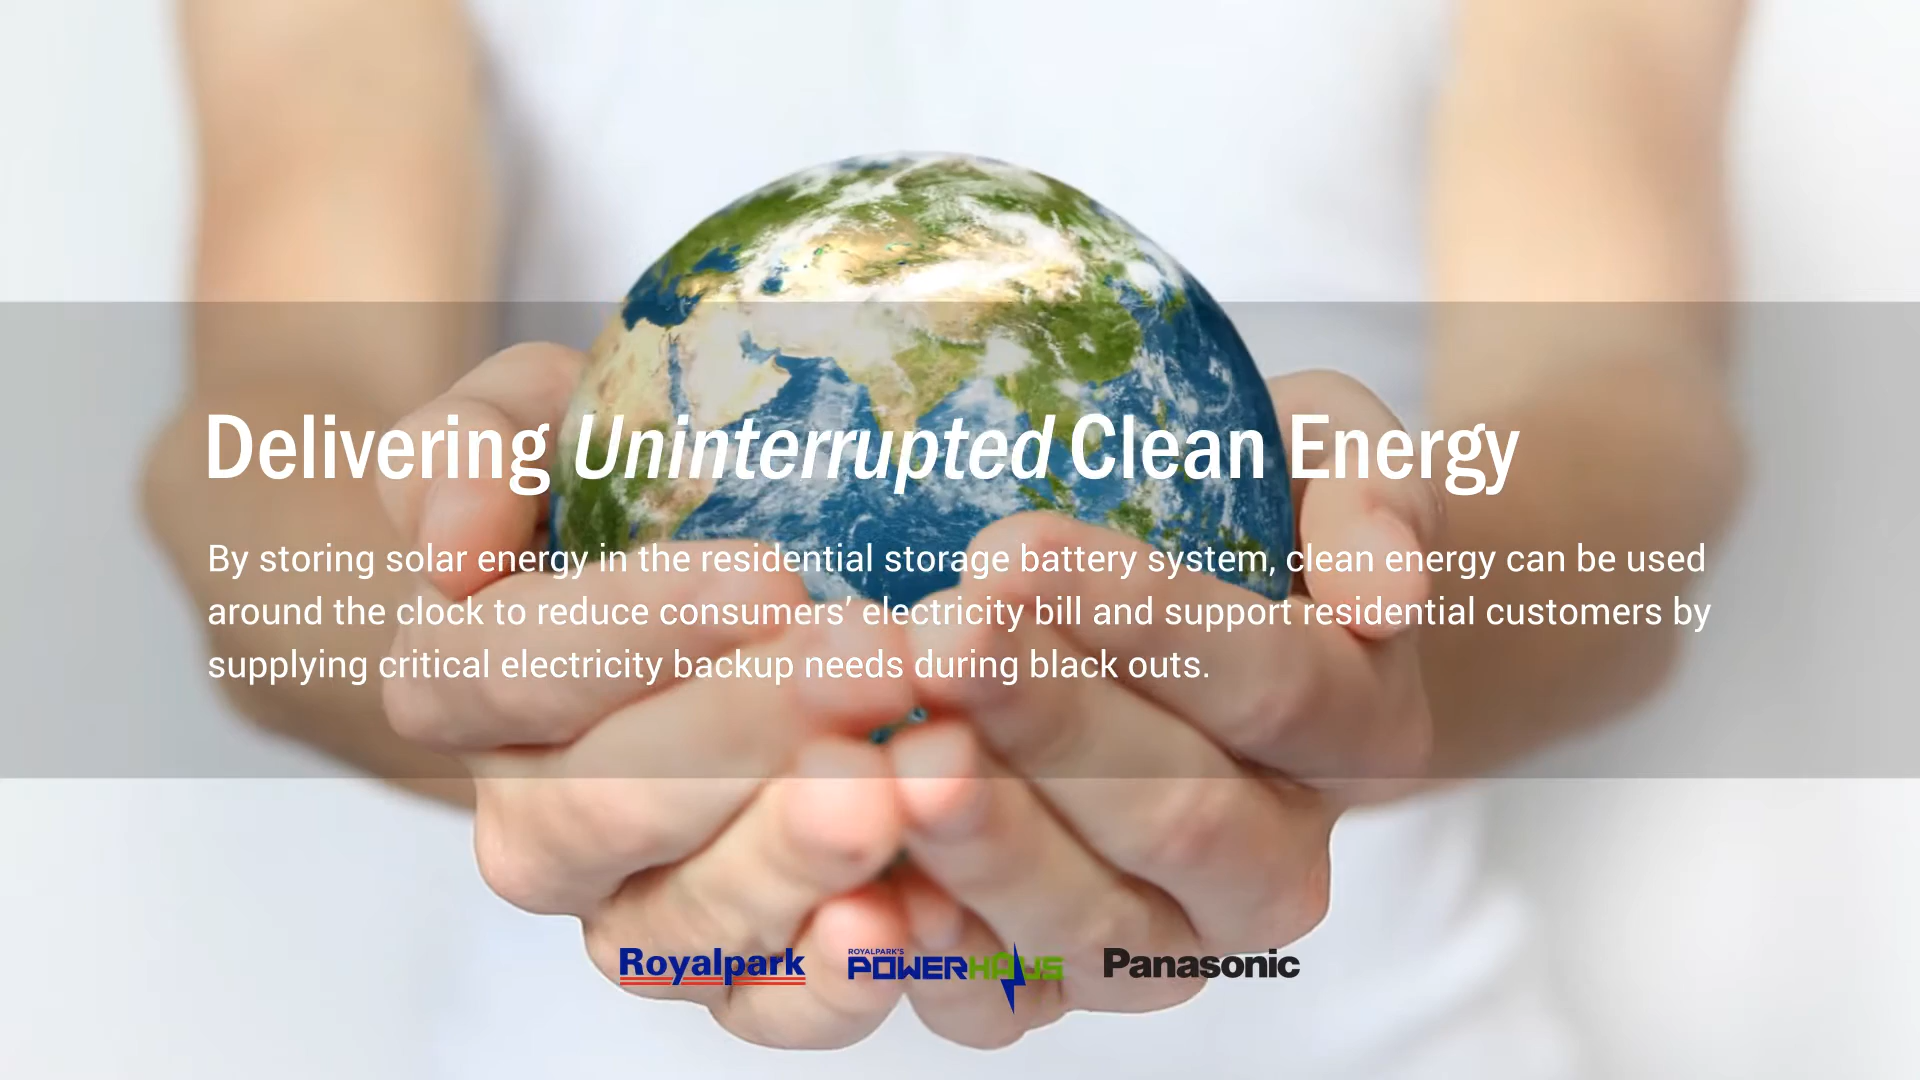 Delivering Uninterrupted Clean Energy
By storing solar energy in the residential storage battery system, clean energy can be used
around the clock to reduce consumers’ electricity bill and support residential customers by
supplying critical electricity backup needs during black outs.
Royalpark
ROYALPARK'S
POWERHAUS
Panasonic